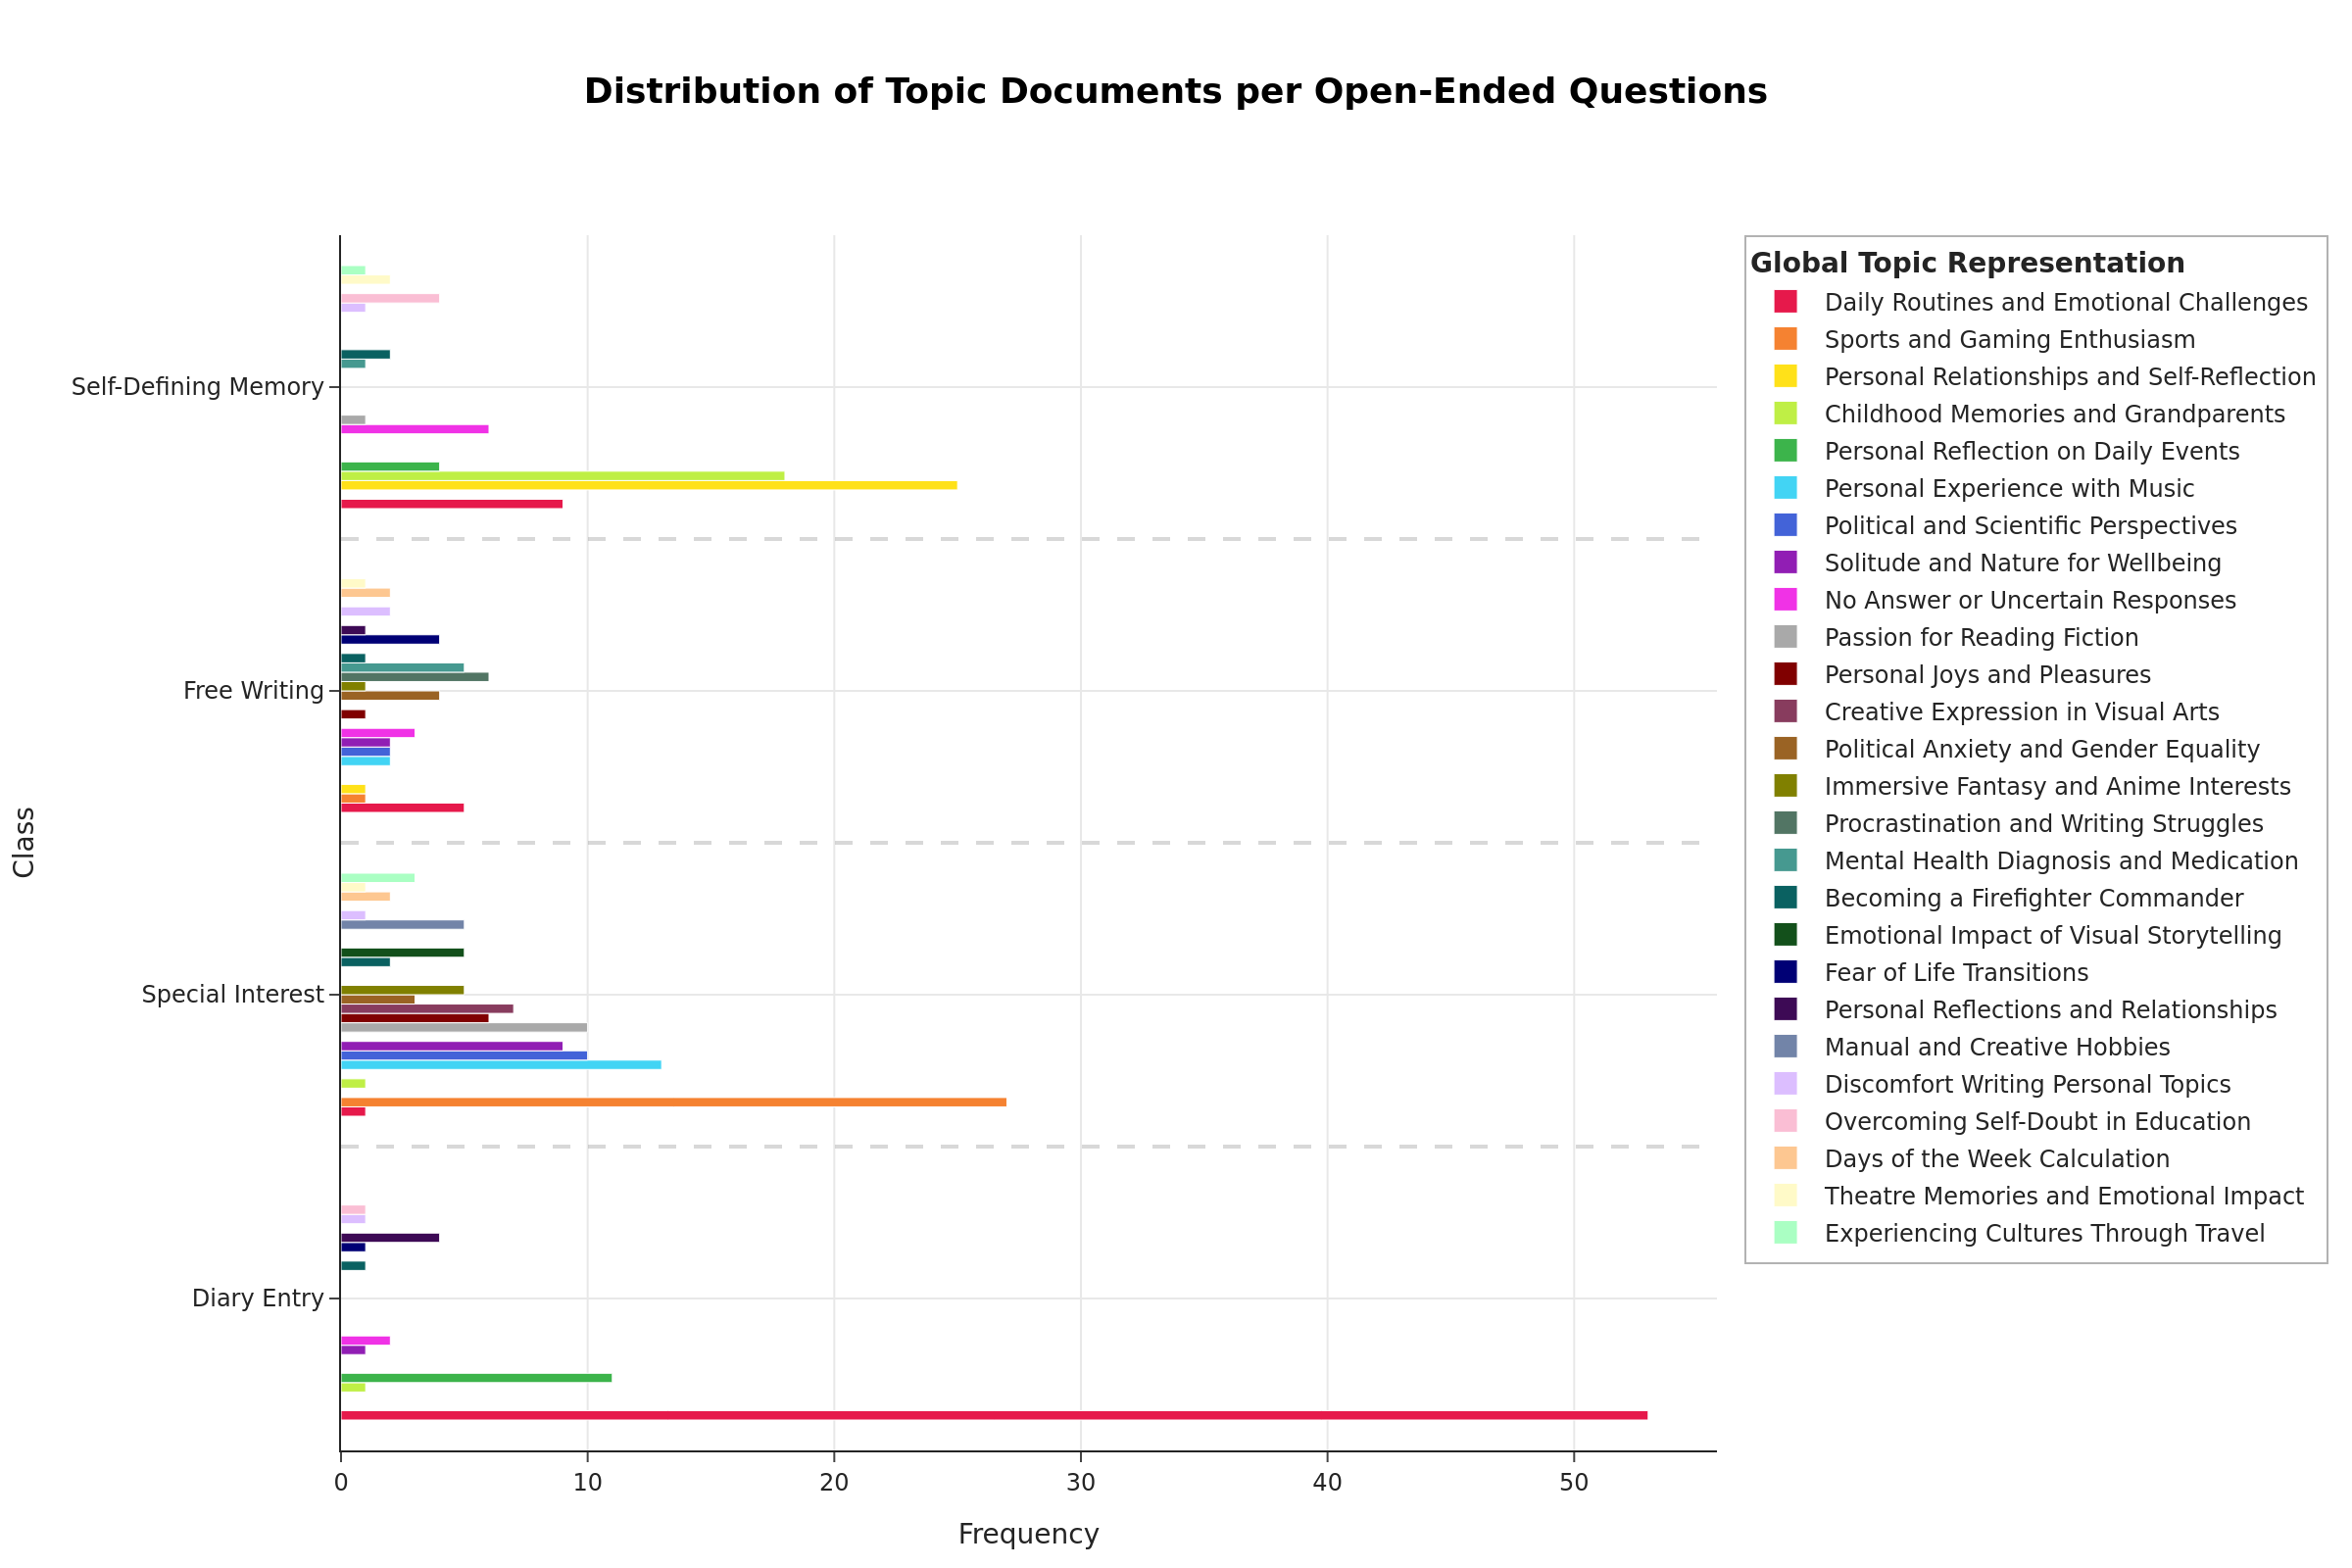 Distribution of Topic Documents per Open-Ended Questions
Class
Self-Defining Memory
Free Writing
Special Interest
Diary Entry
0 10 20 30 40 50
Frequency
Global Topic Representation
Daily Routines and Emotional Challenges
Sports and Gaming Enthusiasm
Personal Relationships and Self-Reflection
Childhood Memories and Grandparents
Personal Reflection on Daily Events
Personal Experience with Music
Political and Scientific Perspectives
Solitude and Nature for Wellbeing
No Answer or Uncertain Responses
Passion for Reading Fiction
Personal Joys and Pleasures
Creative Expression in Visual Arts
Political Anxiety and Gender Equality
Immersive Fantasy and Anime Interests
Procrastination and Writing Struggles
Mental Health Diagnosis and Medication
Becoming a Firefighter Commander
Emotional Impact of Visual Storytelling
Fear of Life Transitions
Personal Reflections and Relationships
Manual and Creative Hobbies
Discomfort Writing Personal Topics
Overcoming Self-Doubt in Education
Days of the Week Calculation
Theatre Memories and Emotional Impact
Experiencing Cultures Through Travel